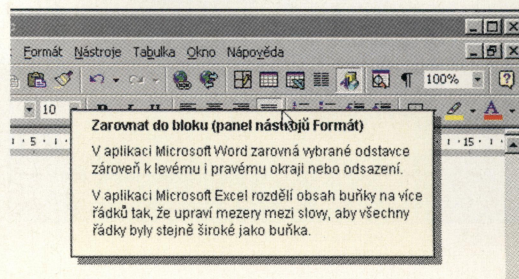 Formát Nástroje Tabulka Okno Nápověda
100%
10
Zarovnat do bloku (panel nástrojů Formát)
V aplikaci Microsoft Word zarovná vybrané odstavce
zároveň k levému i pravému okraji nebo odsazení.
V aplikaci Microsoft Excel rozdělí obsah buňky na více
řádků tak, že upraví mezery mezi slovy, aby všechny
řádky byly stejně široké jako buňka.